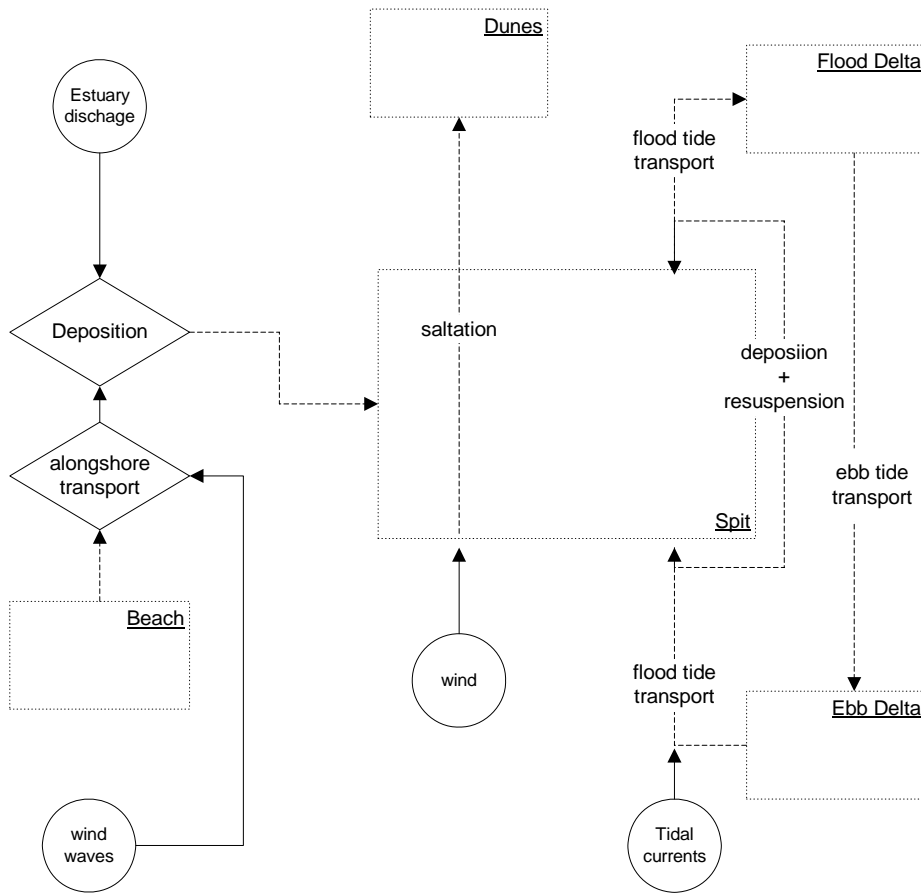 Dunes
Flood Delta
Estuary
dischage
flood tide
transport
Deposition
saltation
deposiion
+
resuspension
alongshore
transport
ebb tide
transport
Spit
Beach
wind
flood tide
transport
Ebb Delta
wind
waves
Tidal
currents